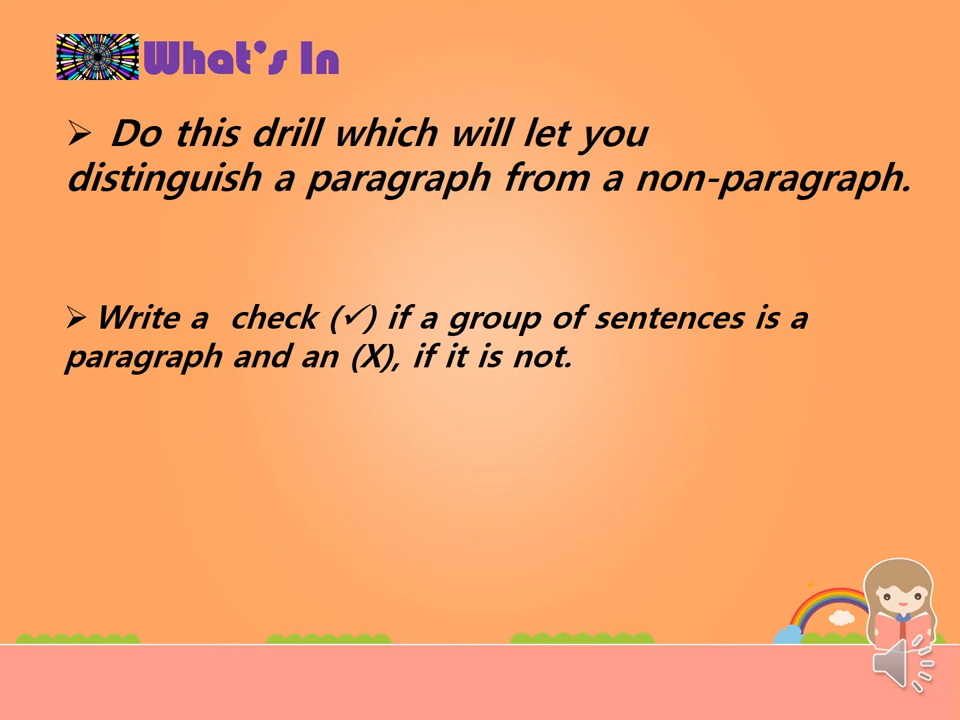 What's In
➢ Do this drill which will let you
distinguish a paragraph from a non-paragraph.
➢ Write a check (✓) if a group of sentences is a
paragraph and an (X), if it is not.